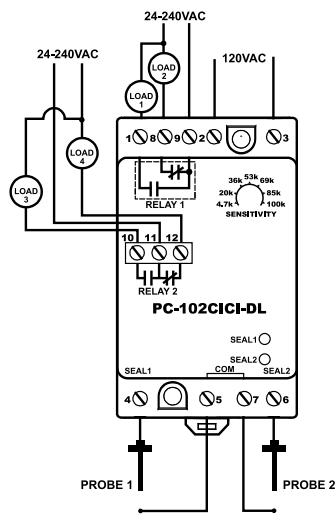 24-240VAC
24-240VAC
120VAC
LOAD 2
LOAD 1
LOAD 4
LOAD 3
1 8 9 2 3
RELAY 1
36k 53k 69k
20k 85k
4.7k 100k
SENSITIVITY
10 11 12
RELAY 2
PC-102CICI-DL
SEAL1
SEAL2
SEAL1 COM SEAL2
4 5 7 6
PROBE 1
PROBE 2